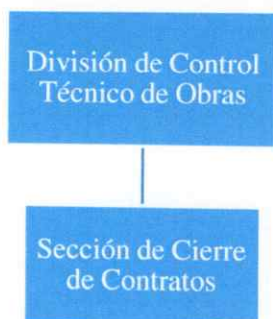 División de Control
Técnico de Obras
Sección de Cierre
de Contratos